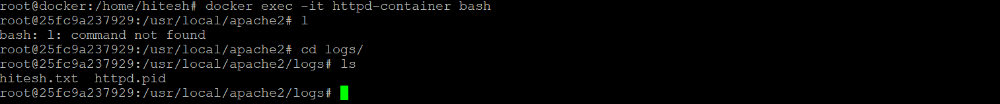 root@docker:/home/hitesh# docker exec -it httpd-container bash
root@25fc9a237929:/usr/local/apache2# l
bash: l: command not found
root@25fc9a237929:/usr/local/apache2# cd logs/
root@25fc9a237929:/usr/local/apache2/logs# ls
hitesh.txt  httpd.pid
root@25fc9a237929:/usr/local/apache2/logs#